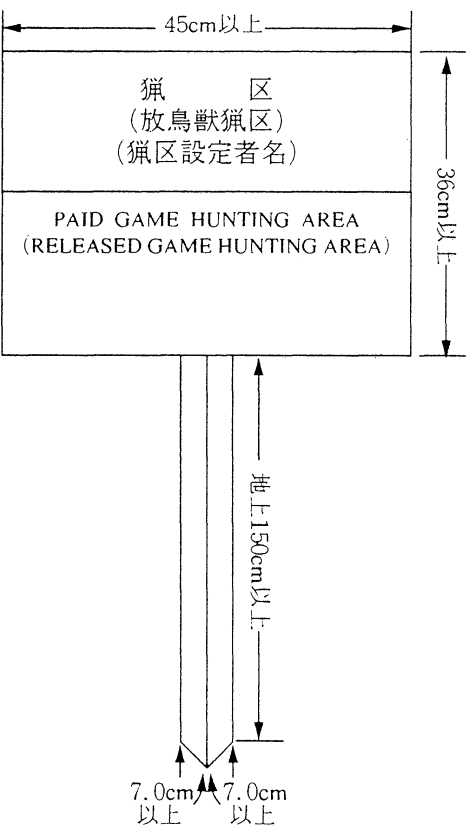 45cm以上
猟　　区
(放鳥獣猟区)
(猟区設定者名)
PAID GAME HUNTING AREA
(RELEASED GAME HUNTING AREA)
36cm以上
地上150cm以上
7.0cm
以上
7.0cm
以上